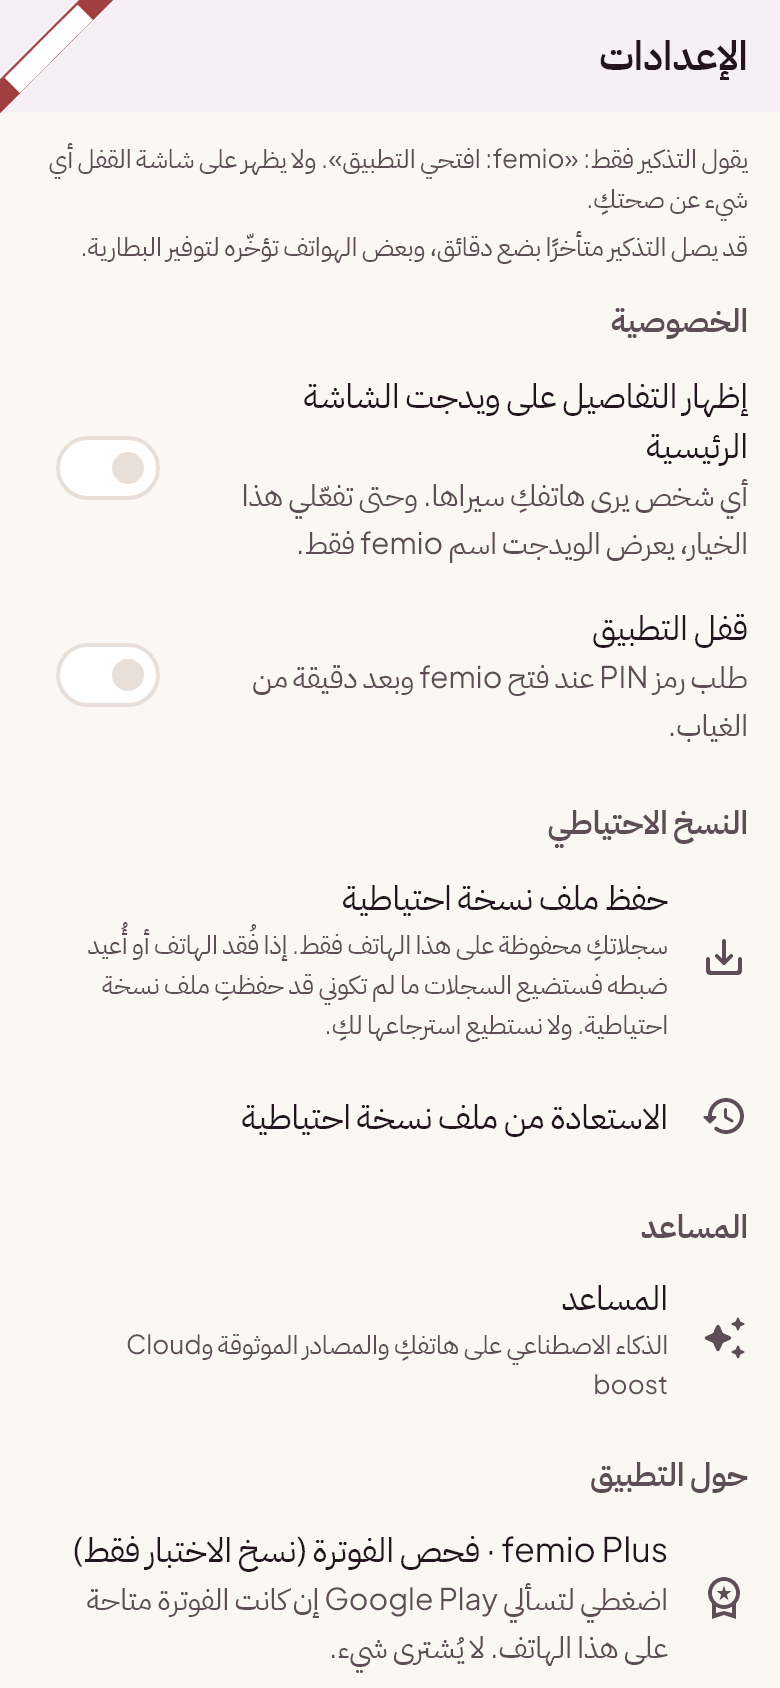 الإعدادات
يقول التذكير فقط: «femio: افتحي التطبيق». ولا يظهر على شاشة القفل أي
شيء عن صحتكِ.
قد يصل التذكير متأخرًا بضع دقائق، وبعض الهواتف تؤخّره لتوفير البطارية.
الخصوصية
إظهار التفاصيل على ويدجت الشاشة
الرئيسية
أي شخص يرى هاتفكِ سيراها. وحتى تفعّلي هذا
الخيار، يعرض الويدجت اسم femio فقط.
قفل التطبيق
طلب رمز PIN عند فتح femio وبعد دقيقة من
الغياب.
النسخ الاحتياطي
حفظ ملف نسخة احتياطية
سجلاتكِ محفوظة على هذا الهاتف فقط. إذا فُقد الهاتف أو أُعيد
ضبطه فستضيع السجلات ما لم تكوني قد حفظتِ ملف نسخة
احتياطية. ولا نستطيع استرجاعها لكِ.
الاستعادة من ملف نسخة احتياطية
المساعد
المساعد
الذكاء الاصطناعي على هاتفكِ والمصادر الموثوقة وCloud
boost
حول التطبيق
femio Plus · فحص الفوترة (نسخ الاختبار فقط)
اضغطي لتسألي Google Play إن كانت الفوترة متاحة
على هذا الهاتف. لا يُشترى شيء.